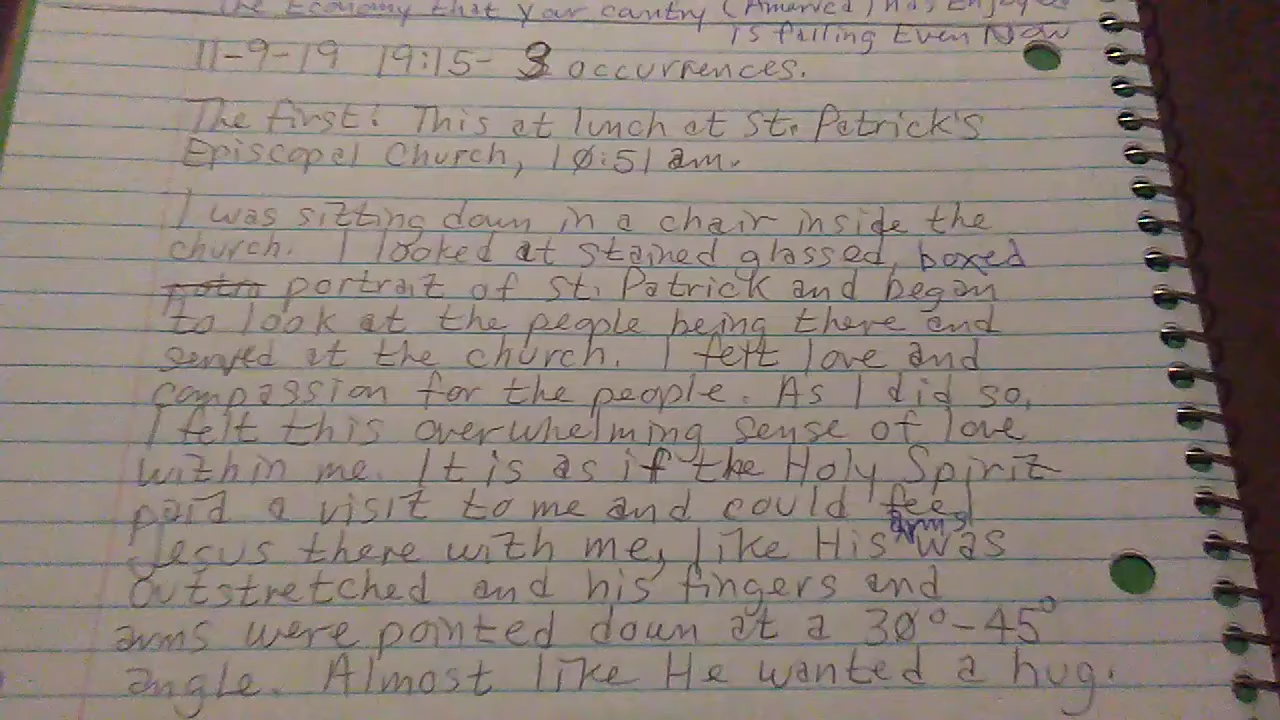 The Economy that your cantry (America) has Enjoyed
is falling Even Now
11-9-19 19:15- 3 occurrences.
The first: This at lunch at St. Patrick's
Episcopal Church, 10:51 am.
I was sitting down in a chair inside the
church. I looked at stained glassed, boxed
portrait of St. Patrick and began
to look at the people being there and
served at the church. I felt love and
compassion for the people. As I did so,
I felt this overwhelming sense of love
within me. It is as if the Holy Spirit
paid a visit to me and could feel
Jesus there with me, like His arms was
outstretched and his fingers and
arms were pointed down at a 30°-45°
angle. Almost like He wanted a hug.